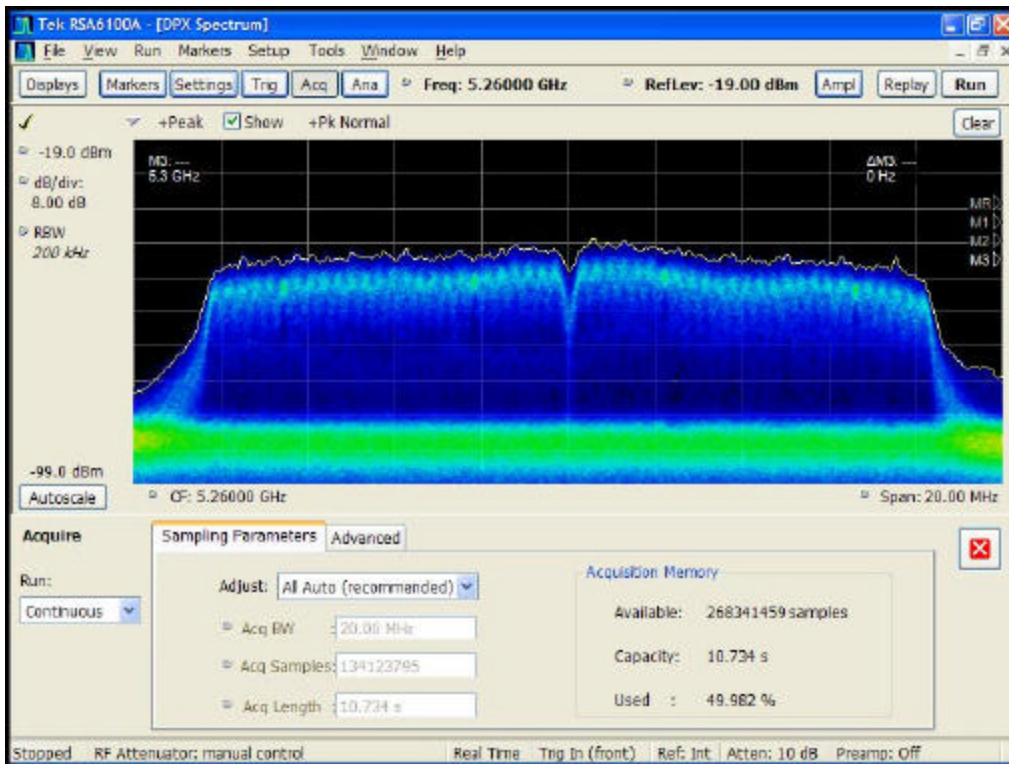 Tek RSA6100A - [DPX Spectrum]
File View Run Markers Setup Tools Window Help
Displays Markers Settings Trig Acq Ana Freq: 5.26000 GHz RefLev: -19.00 dBm Ampl Replay Run
+Peak Show +Pk Normal Clear
-19.0 dBm
dB/div:
8.00 dB
RBW
200 kHz
M3: ---
5.3 GHz
ΔM3: ---
0 Hz
MR
M1
M2
M3
-99.0 dBm
Autoscale CF: 5.26000 GHz Span: 20.00 MHz
Acquire
Run:
Continuous
Sampling Parameters Advanced
Adjust: All Auto (recommended)
Acq BW : 20.06 MHz
Acq Samples: 134123795
Acq Length : 10.734 s
Acquisition Memory
Available: 268341459 samples
Capacity: 10.734 s
Used : 49.982 %
Stopped RF Attenuator: manual control Real Time Trig In (front) Ref: Int Atten: 10 dB Preamp: Off